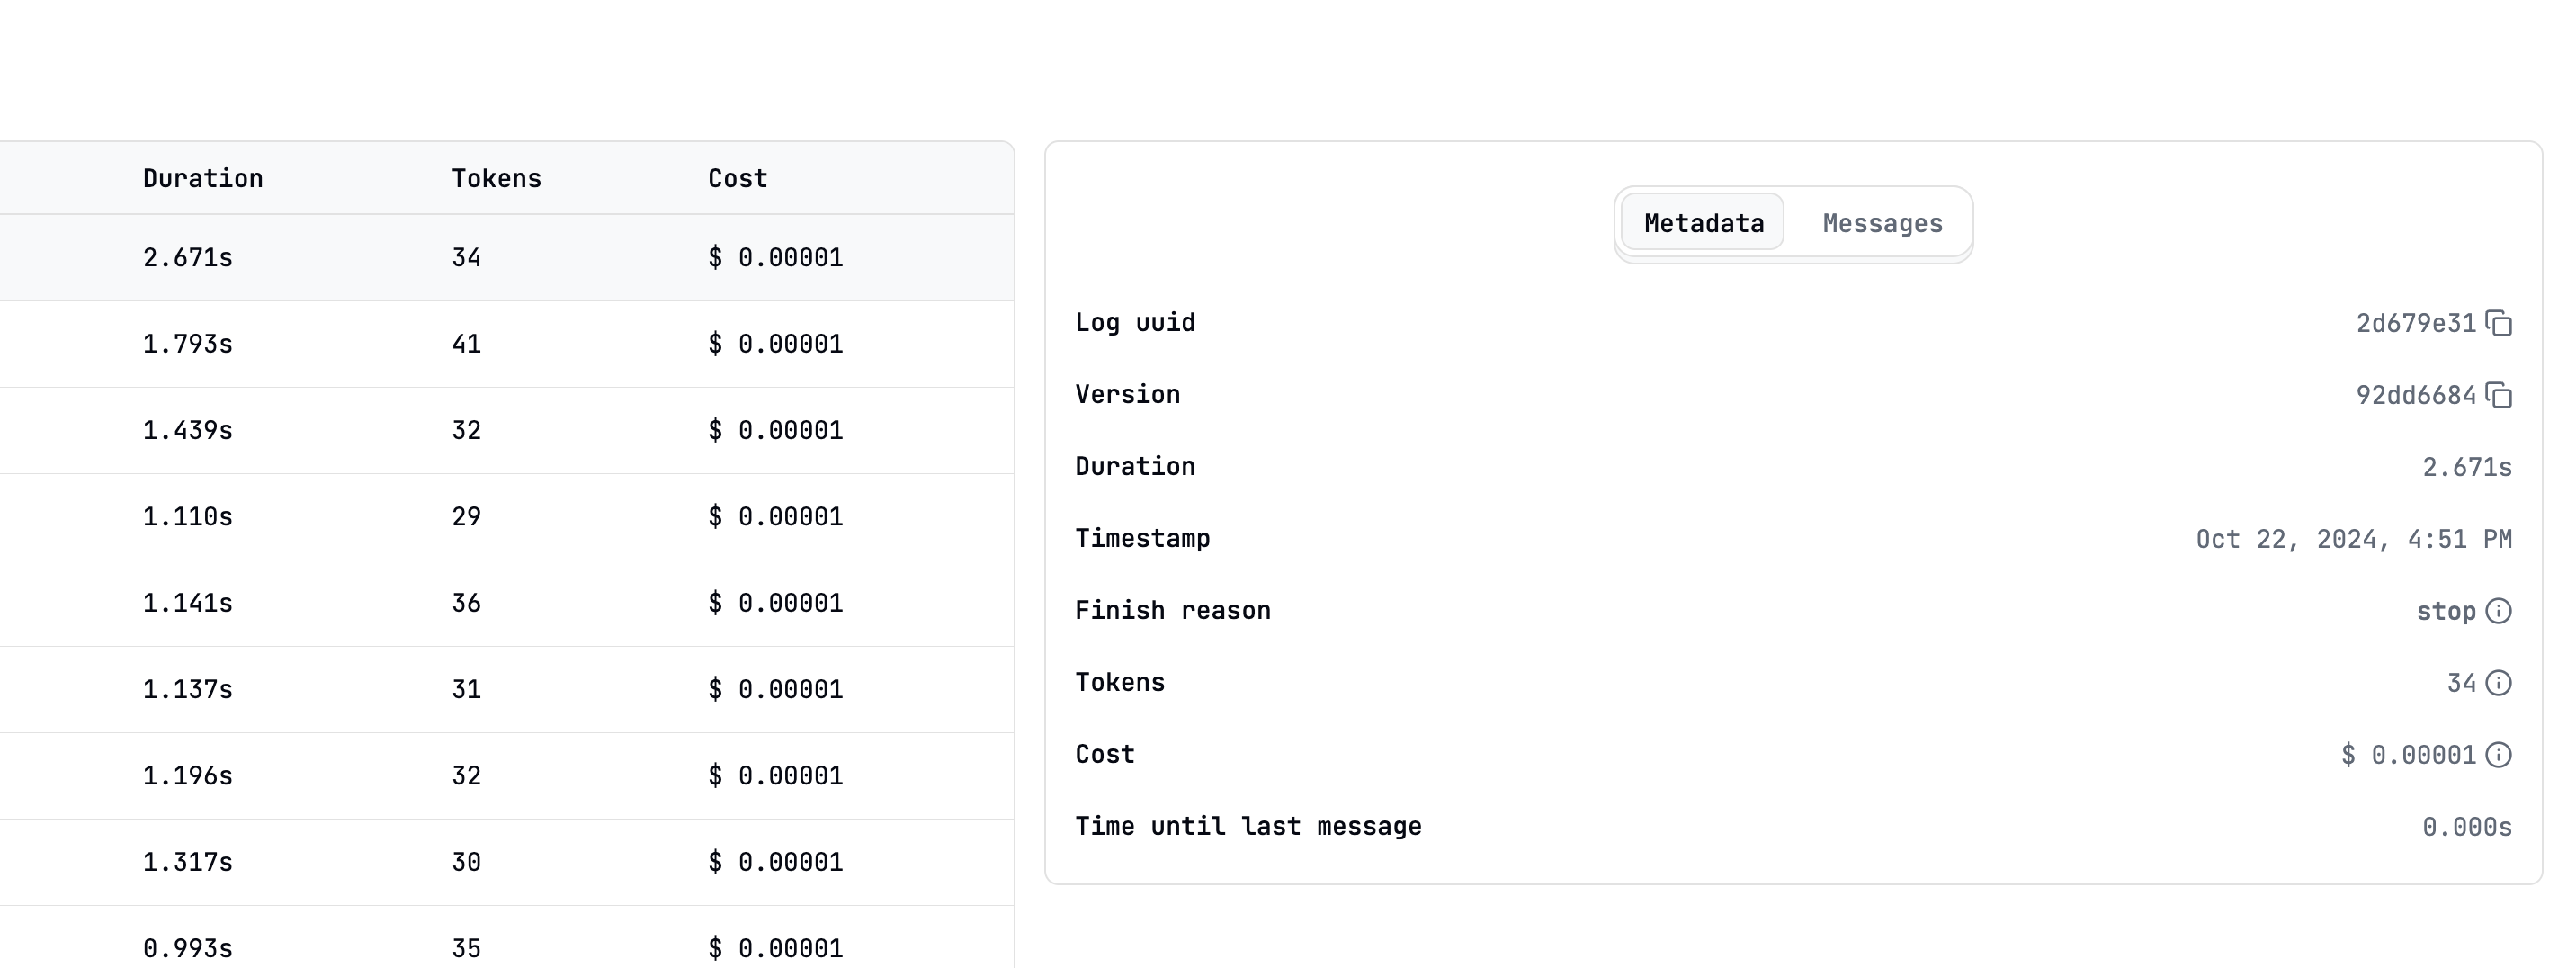 Duration Tokens Cost
2.671s 34 $ 0.00001
1.793s 41 $ 0.00001
1.439s 32 $ 0.00001
1.110s 29 $ 0.00001
1.141s 36 $ 0.00001
1.137s 31 $ 0.00001
1.196s 32 $ 0.00001
1.317s 30 $ 0.00001
0.993s 35 $ 0.00001
Metadata Messages
Log uuid 2d679e31
Version 92dd6684
Duration 2.671s
Timestamp Oct 22, 2024, 4:51 PM
Finish reason stop
Tokens 34
Cost $ 0.00001
Time until last message 0.000s